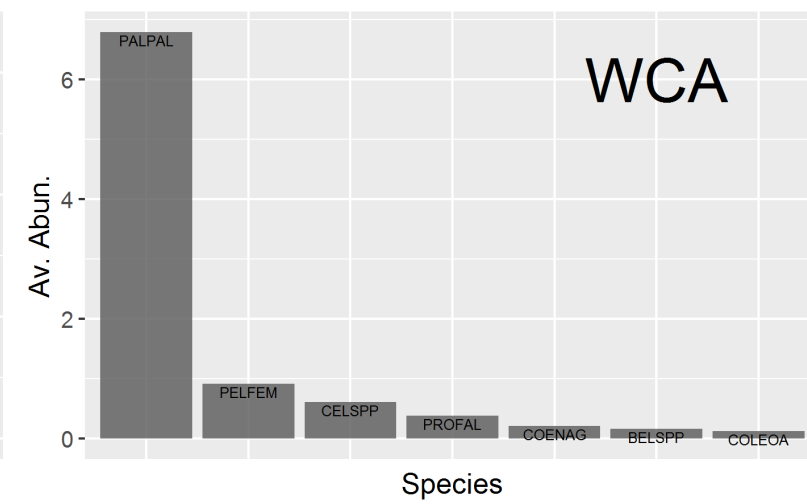 WCA
Av. Abun.
6
4
2
0
PALPAL
PELFEM
CELSPP
PROFAL
COENAG
BELSPP
COLEOA
Species